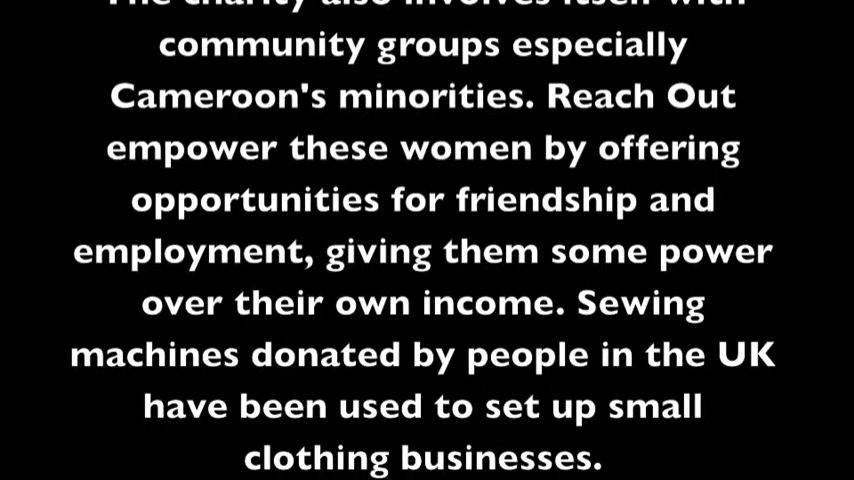 The charity also involves itself with
community groups especially
Cameroon's minorities. Reach Out
empower these women by offering
opportunities for friendship and
employment, giving them some power
over their own income. Sewing
machines donated by people in the UK
have been used to set up small
clothing businesses.